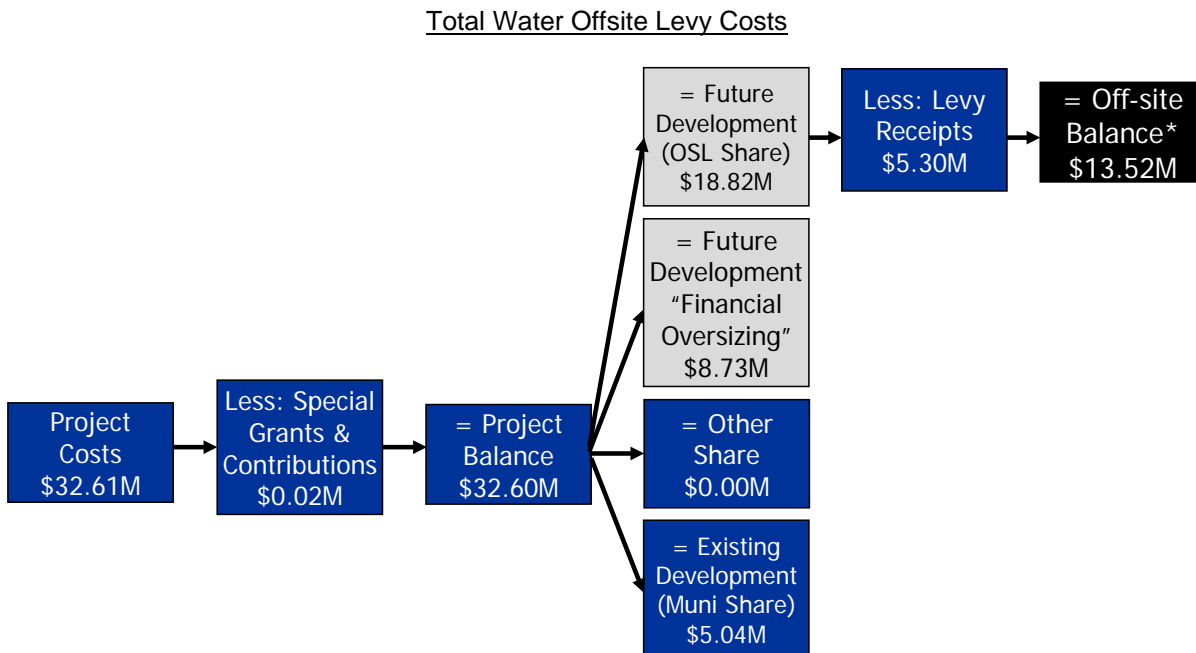 Total Water Offsite Levy Costs
Project
Costs
$32.61M
Less: Special
Grants &
Contributions
$0.02M
= Project
Balance
$32.60M
= Future
Development
(OSL Share)
$18.82M
Less: Levy
Receipts
$5.30M
= Off-site
Balance*
$13.52M
= Future
Development
“Financial
Oversizing”
$8.73M
= Other
Share
$0.00M
= Existing
Development
(Muni Share)
$5.04M